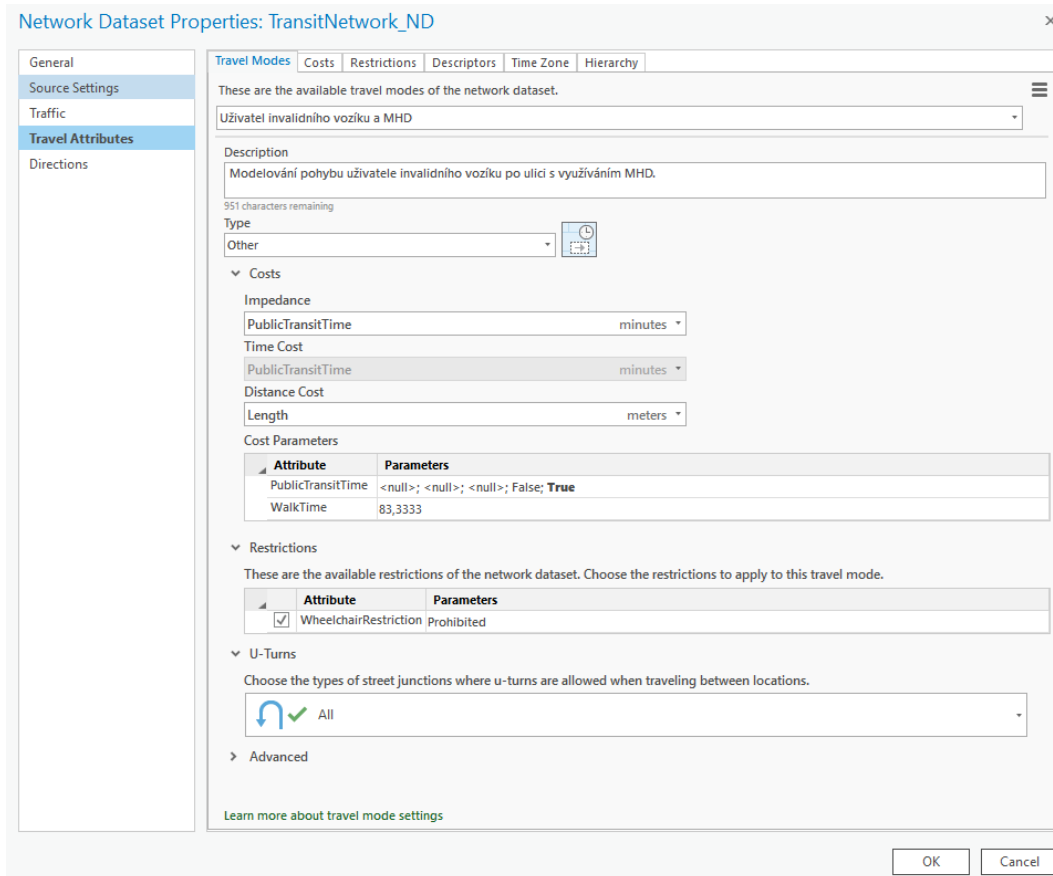 Network Dataset Properties: TransitNetwork_ND
General
Source Settings
Traffic
Travel Attributes
Directions
Travel Modes Costs Restrictions Descriptors Time Zone Hierarchy
These are the available travel modes of the network dataset.
Uživatel invalidního vozíku a MHD
Description
Modelování pohybu uživatele invalidního vozíku po ulici s využíváním MHD.
951 characters remaining
Type
Other
Costs
Impedance
PublicTransitTime minutes
Time Cost
PublicTransitTime minutes
Distance Cost
Length meters
Cost Parameters
Attribute Parameters
PublicTransitTime <null>; <null>; <null>; False; True
WalkTime 83,3333
Restrictions
These are the available restrictions of the network dataset. Choose the restrictions to apply to this travel mode.
Attribute Parameters
WheelchairRestriction Prohibited
U-Turns
Choose the types of street junctions where u-turns are allowed when traveling between locations.
All
Advanced
Learn more about travel mode settings
OK Cancel